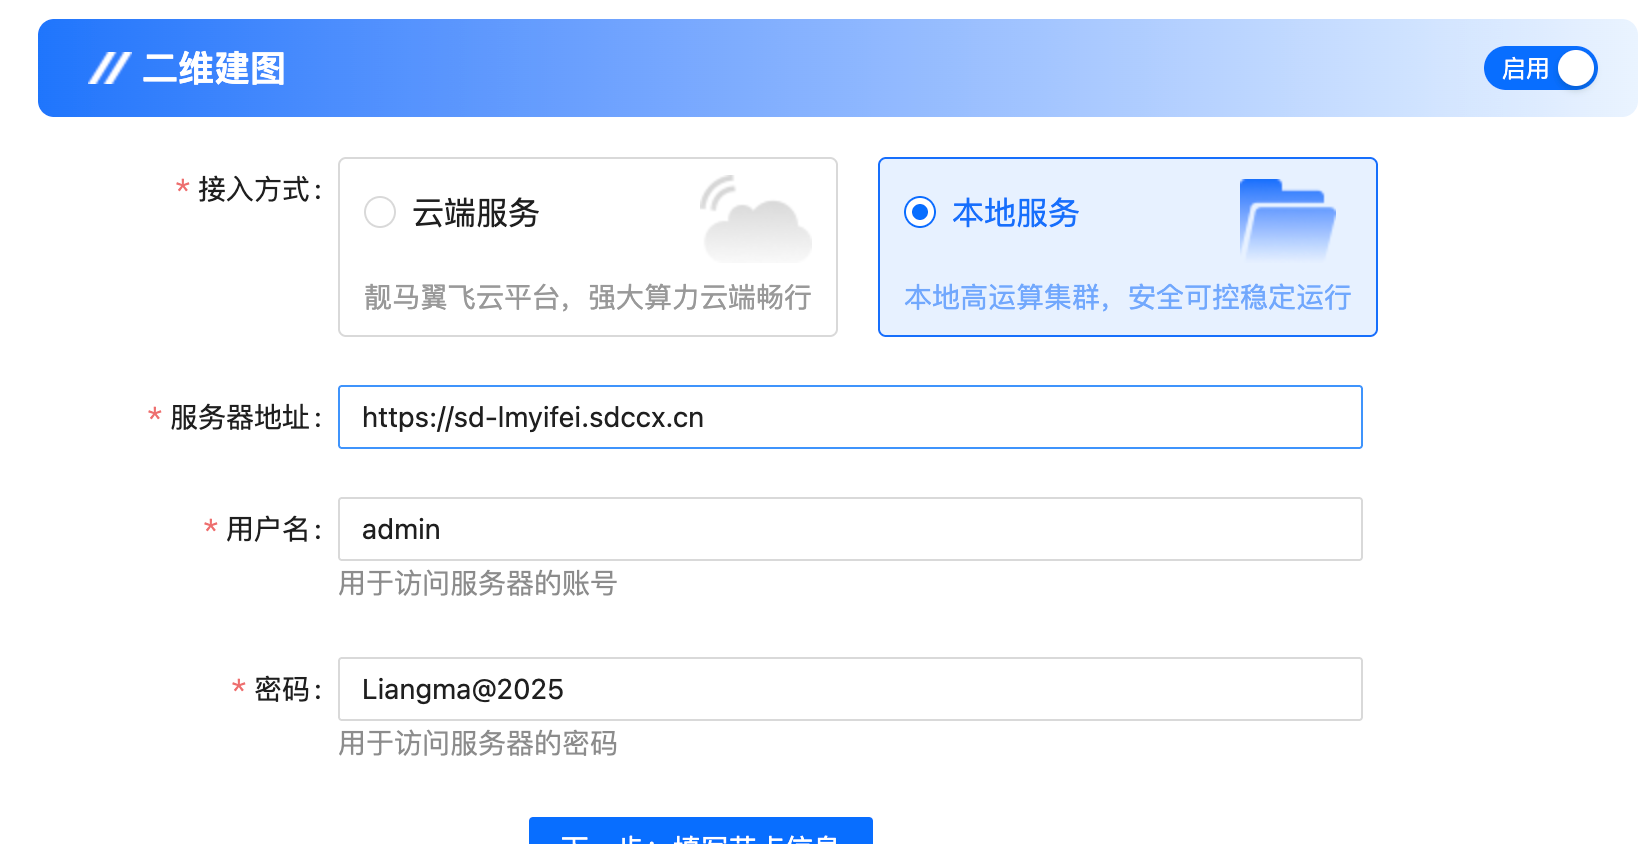 二维建图
启用
* 接入方式:
云端服务
靓马翼飞云平台，强大算力云端畅行
本地服务
本地高运算集群，安全可控稳定运行
* 服务器地址:
https://sd-lmyifei.sdccx.cn
* 用户名:
admin
用于访问服务器的账号
* 密码:
Liangma@2025
用于访问服务器的密码